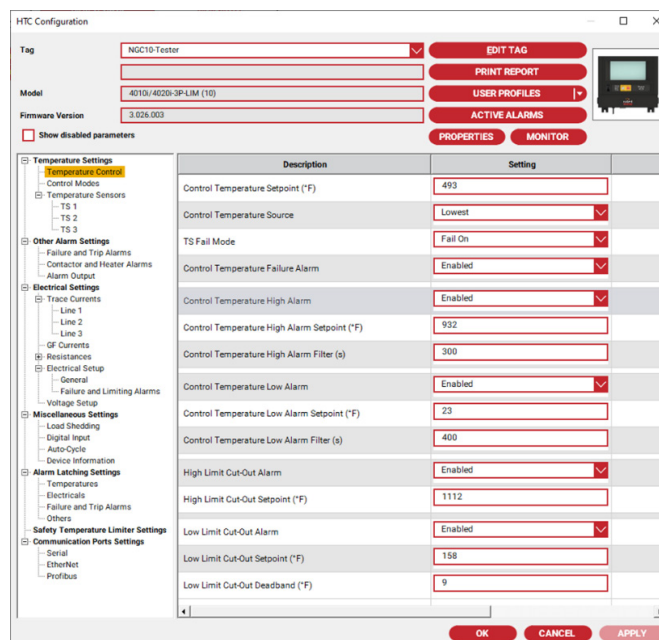 HTC Configuration
Tag
NGC10-Tester
EDIT TAG
PRINT REPORT
Model
4010i/4020i-3P-LIM (10)
USER PROFILES
Firmware Version
3.026.003
ACTIVE ALARMS
Show disabled parameters
PROPERTIES
MONITOR
Temperature Settings
Temperature Control
Control Modes
Temperature Sensors
TS 1
TS 2
TS 3
Other Alarm Settings
Failure and Trip Alarms
Contactor and Heater Alarms
Alarm Output
Electrical Settings
Trace Currents
Line 1
Line 2
Line 3
GF Currents
Resistances
Electrical Setup
General
Failure and Limiting Alarms
Voltage Setup
Miscellaneous Settings
Load Shedding
Digital Input
Auto-Cycle
Device Information
Alarm Latching Settings
Temperatures
Electricals
Failure and Trip Alarms
Others
Safety Temperature Limiter Settings
Communication Ports Settings
Serial
EtherNet
Profibus
Description Setting
Control Temperature Setpoint (°F) 493
Control Temperature Source Lowest
TS Fail Mode Fail On
Control Temperature Failure Alarm Enabled
Control Temperature High Alarm Enabled
Control Temperature High Alarm Setpoint (°F) 932
Control Temperature High Alarm Filter (s) 300
Control Temperature Low Alarm Enabled
Control Temperature Low Alarm Setpoint (°F) 23
Control Temperature Low Alarm Filter (s) 400
High Limit Cut-Out Alarm Enabled
High Limit Cut-Out Setpoint (°F) 1112
Low Limit Cut-Out Alarm Enabled
Low Limit Cut-Out Setpoint (°F) 158
Low Limit Cut-Out Deadband (°F) 9
OK
CANCEL
APPLY